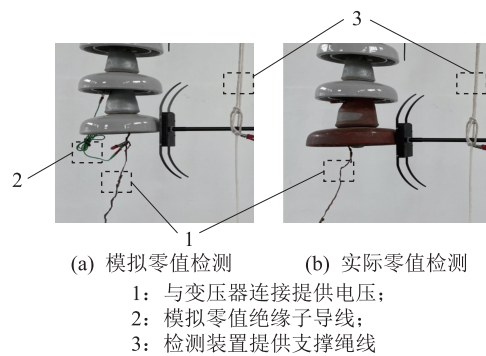 3
2
1
(a) 模拟零值检测
(b) 实际零值检测
1：与变压器连接提供电压；
2：模拟零值绝缘子导线；
3：检测装置提供支撑绳线